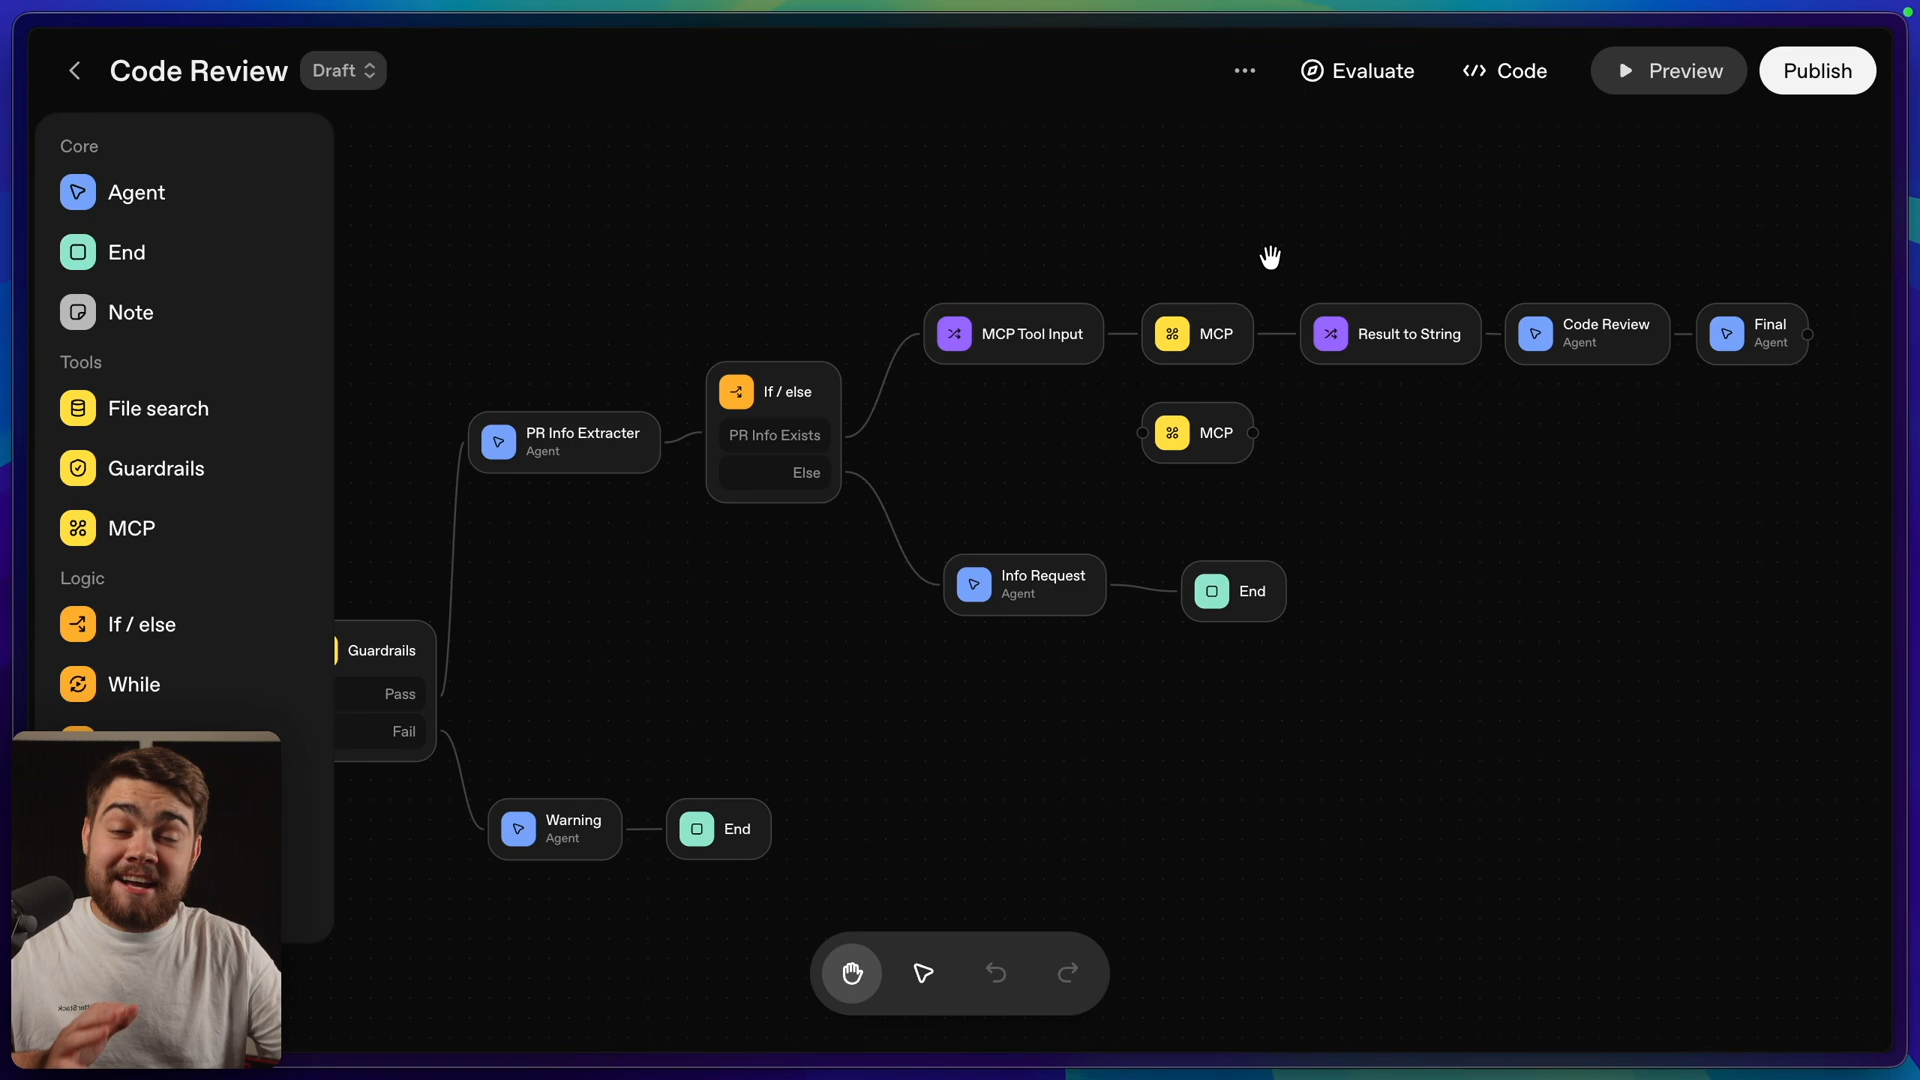 Code Review
Draft
Evaluate
Code
Preview
Publish
Core
Agent
End
Note
Tools
File search
Guardrails
MCP
Logic
If / else
While
MCP Tool Input
MCP
Result to String
Code Review
Agent
Final
Agent
If / else
PR Info Exists
Else
PR Info Extracter
Agent
MCP
Info Request
Agent
End
Guardrails
Pass
Fail
Warning
Agent
End